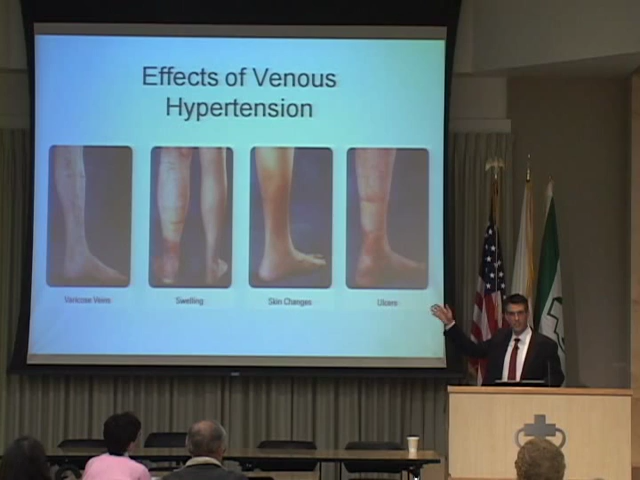 Effects of Venous
Hypertension
Varicose Veins
Swelling
Skin Changes
Ulcers